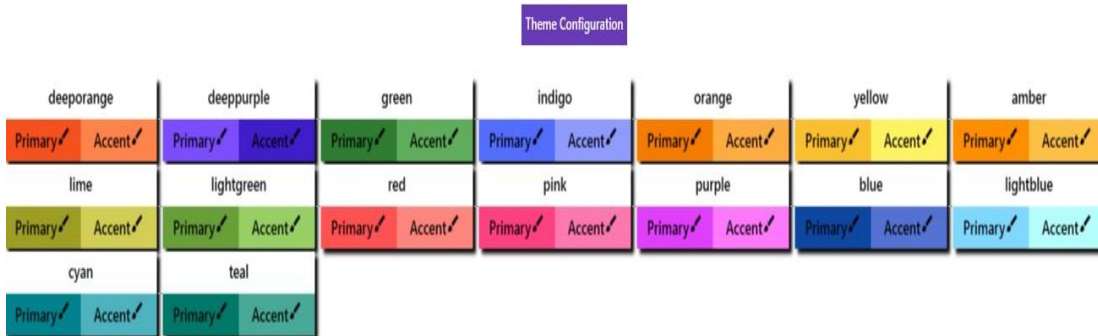 Theme Configuration
deeporange deeppurple green indigo orange yellow amber
Primary Accent Primary Accent Primary Accent Primary Accent Primary Accent Primary Accent Primary Accent
lime lightgreen red pink purple blue lightblue
Primary Accent Primary Accent Primary Accent Primary Accent Primary Accent Primary Accent Primary Accent
cyan teal
Primary Accent Primary Accent